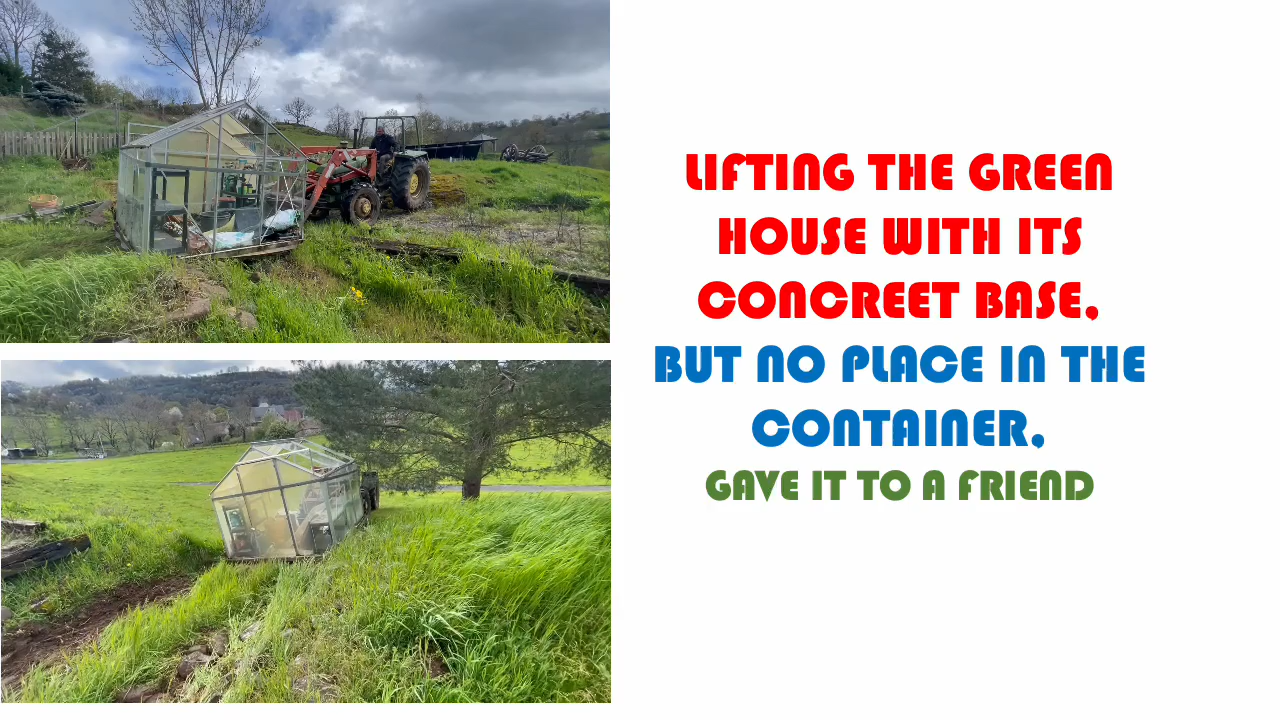 LIFTING THE GREEN
HOUSE WITH ITS
CONCREET BASE,
BUT NO PLACE IN THE
CONTAINER,
GAVE IT TO A FRIEND